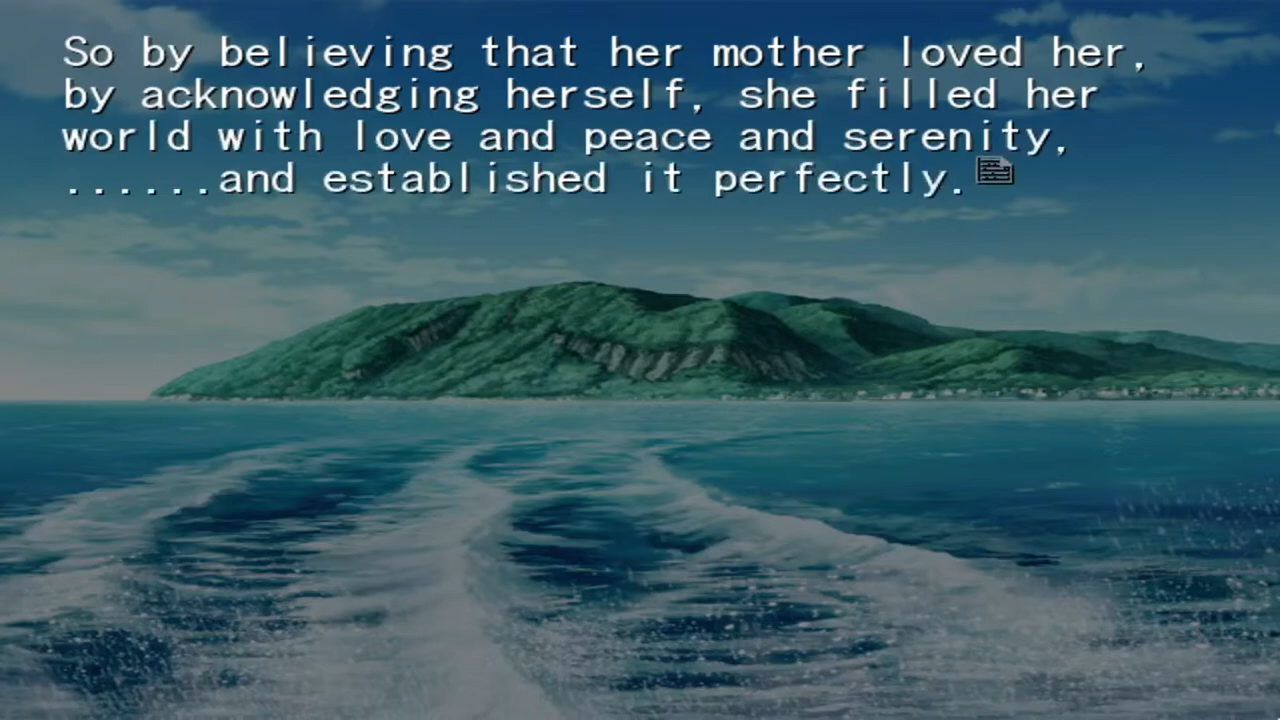 So by believing that her mother loved her,
by acknowledging herself, she filled her
world with love and peace and serenity,
......and established it perfectly.